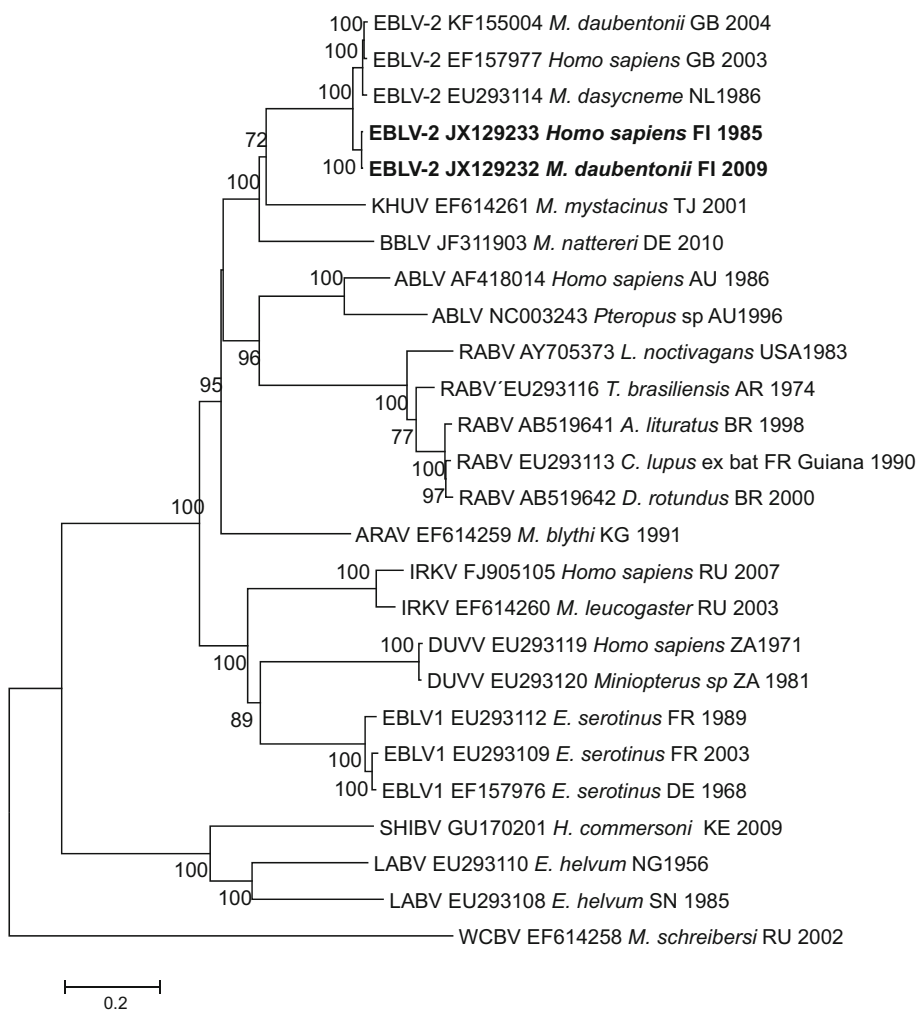 100 EBLV-2 KF155004 M. daubentonii GB 2004
100 EBLV-2 EF157977 Homo sapiens GB 2003
100 EBLV-2 EU293114 M. dasycneme NL1986
72 EBLV-2 JX129233 Homo sapiens FI 1985
100 EBLV-2 JX129232 M. daubentonii FI 2009
100
KHUV EF614261 M. mystacinus TJ 2001
BBLV JF311903 M. nattereri DE 2010
100 ABLV AF418014 Homo sapiens AU 1986
ABLV NC003243 Pteropus sp AU1996
96 RABV AY705373 L. noctivagans USA1983
95 RABV´EU293116 T. brasiliensis AR 1974
100 RABV AB519641 A. lituratus BR 1998
77
100 RABV EU293113 C. lupus ex bat FR Guiana 1990
97 RABV AB519642 D. rotundus BR 2000
100
ARAV EF614259 M. blythi KG 1991
100 IRKV FJ905105 Homo sapiens RU 2007
IRKV EF614260 M. leucogaster RU 2003
100 DUVV EU293119 Homo sapiens ZA1971
100
DUVV EU293120 Miniopterus sp ZA 1981
89 EBLV1 EU293112 E. serotinus FR 1989
100 EBLV1 EU293109 E. serotinus FR 2003
100 EBLV1 EF157976 E. serotinus DE 1968
SHIBV GU170201 H. commersoni KE 2009
100 LABV EU293110 E. helvum NG1956
100 LABV EU293108 E. helvum SN 1985
WCBV EF614258 M. schreibersi RU 2002
0.2